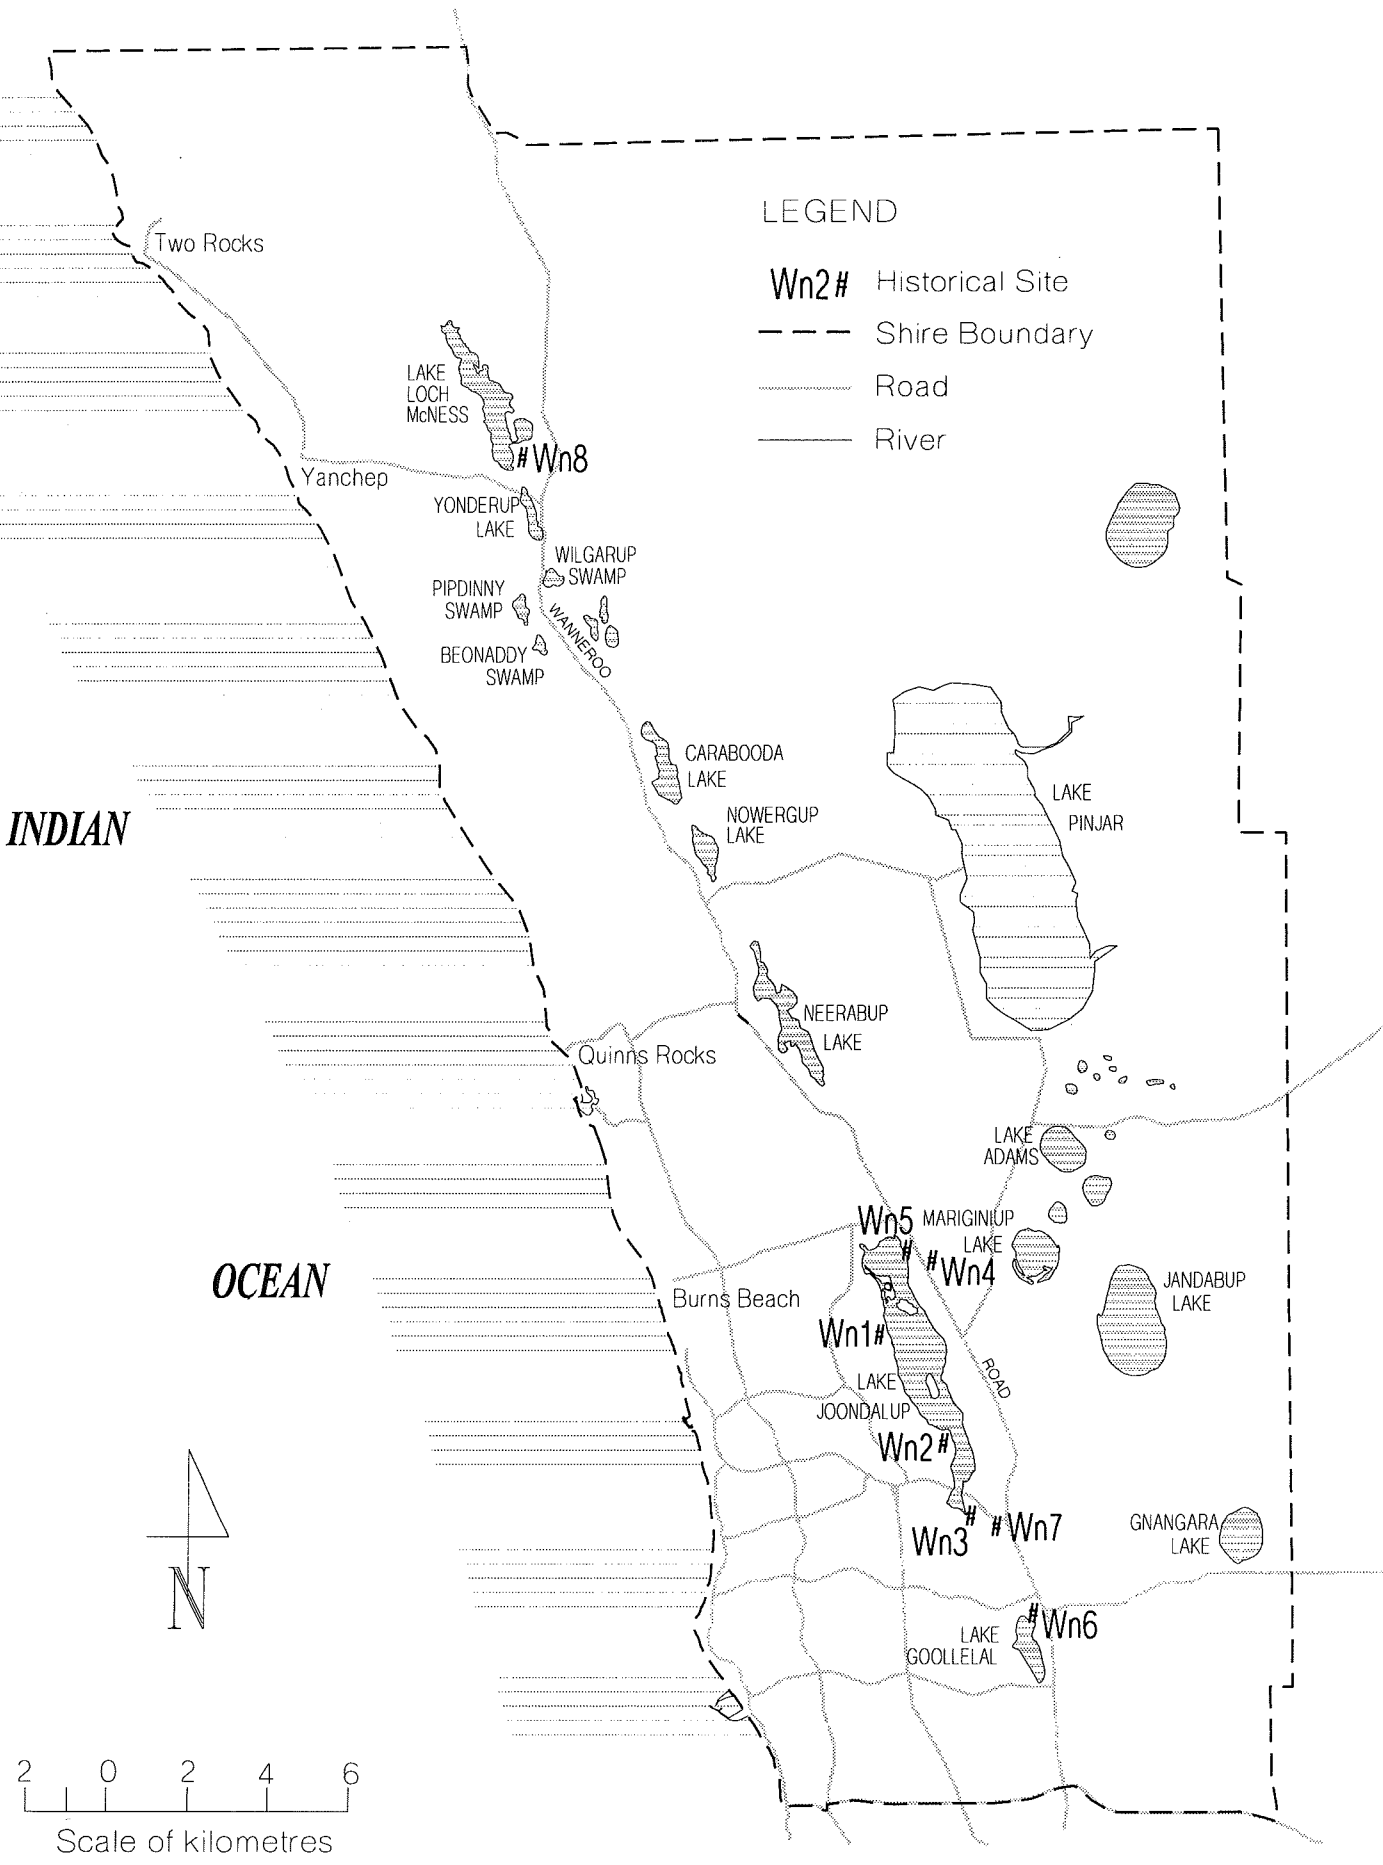 LEGEND
Wn2# Historical Site
Shire Boundary
Road
River
Two Rocks
LAKE
LOCH
McNESS
#Wn8
Yanchep
YONDERUP
LAKE
WILGARUP
SWAMP
PIPDINNY
SWAMP
WANNEROO
BEONADDY
SWAMP
CARABOODA
LAKE
LAKE
PINJAR
NOWERGUP
LAKE
INDIAN
NEERABUP
LAKE
Quinns Rocks
LAKE
ADAMS
Wn5
#
MARIGINIUP
LAKE
#Wn4
OCEAN
JANDABUP
LAKE
Burns Beach
Wn1#
ROAD
LAKE
JOONDALUP
Wn2#
Wn3#
#Wn7
GNANGARA
LAKE
N
#Wn6
LAKE
GOOLLELAL
2 0 2 4 6
Scale of kilometres